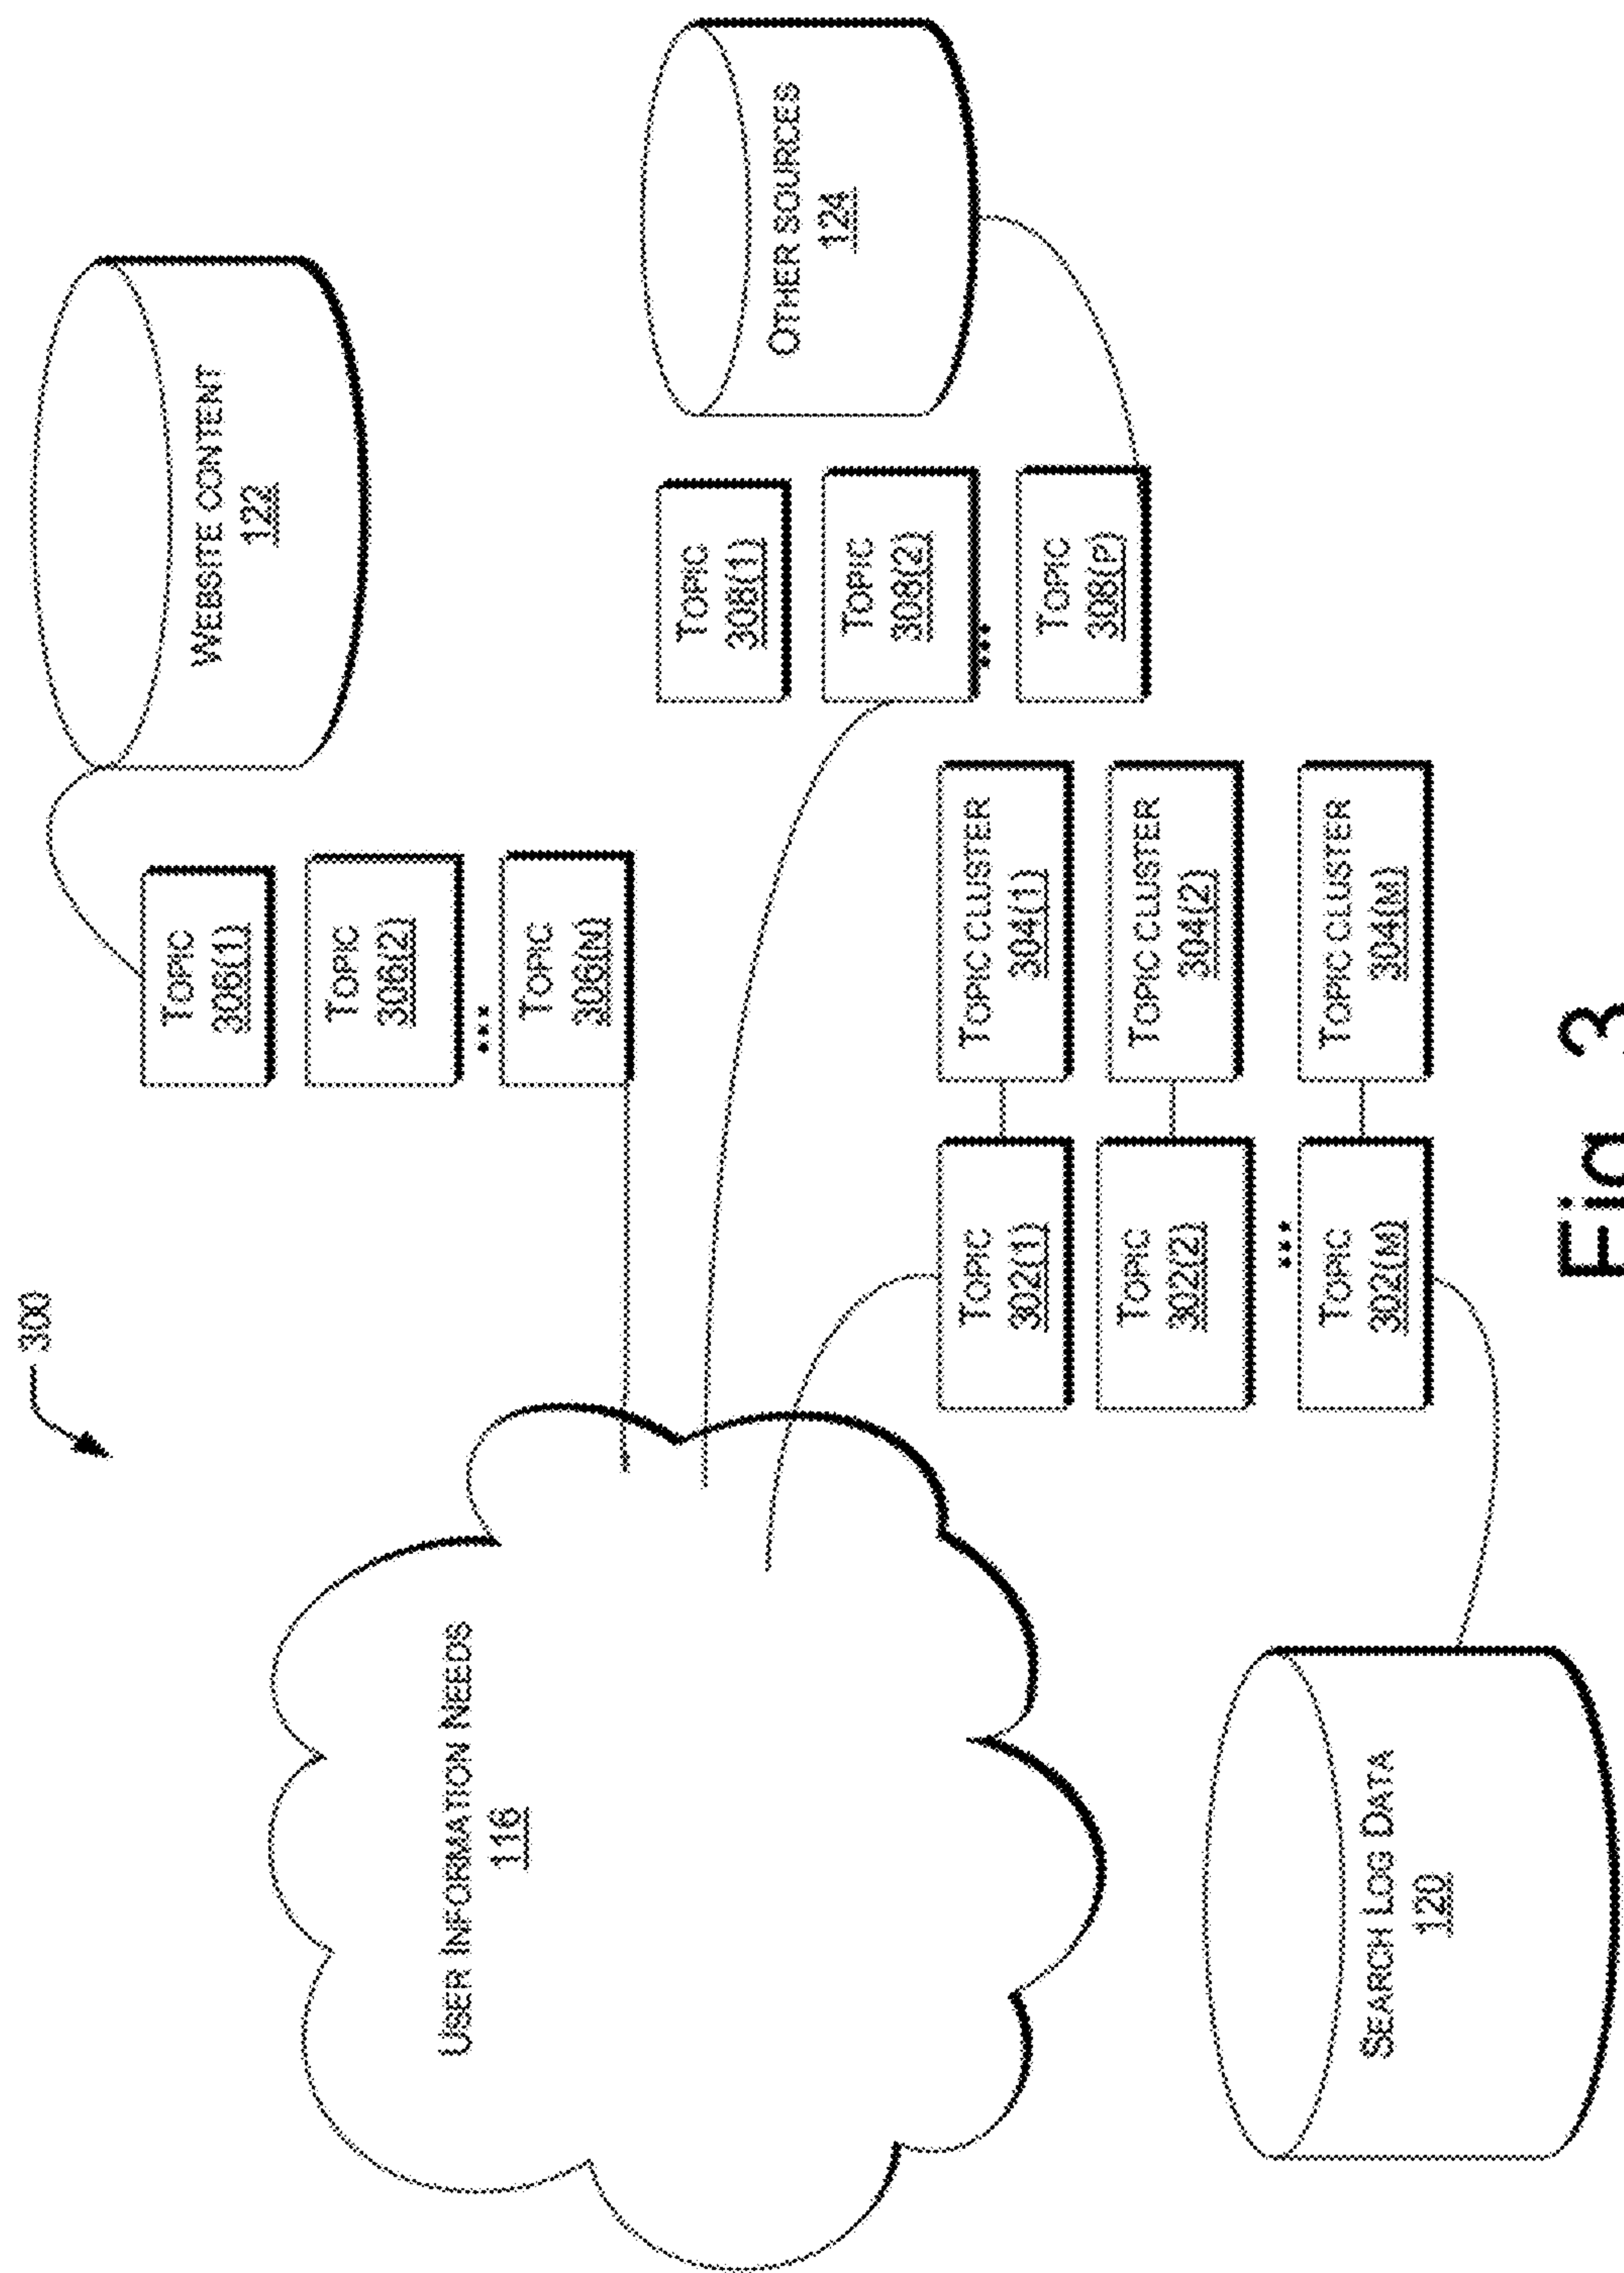 300
WEBSITE CONTENT
122
TOPIC
306(1)
TOPIC
306(2)
...
TOPIC
306(N)
USER INFORMATION NEEDS
116
OTHER SOURCES
124
TOPIC
308(1)
TOPIC
308(2)
...
TOPIC
308(P)
TOPIC
302(1)
TOPIC CLUSTER
304(1)
TOPIC
302(2)
TOPIC CLUSTER
304(2)
...
TOPIC
302(M)
TOPIC CLUSTER
304(M)
SEARCH LOG DATA
120
Fig. 3